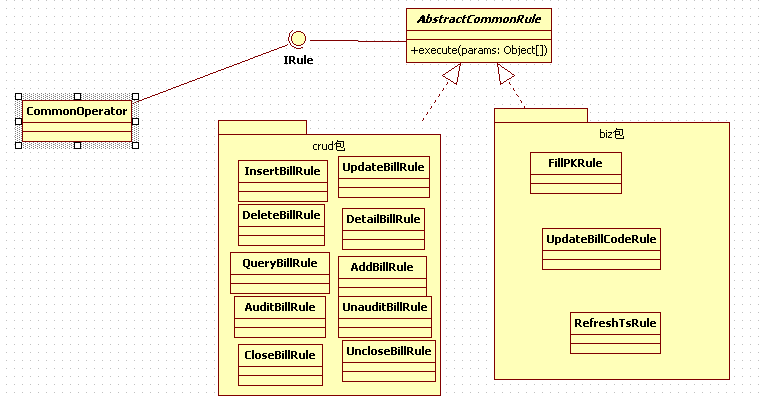 AbstractCommonRule
+execute(params: Object[])
IRule
CommonOperator
crud包
InsertBillRule
UpdateBillRule
DeleteBillRule
DetailBillRule
QueryBillRule
AddBillRule
AuditBillRule
UnauditBillRule
CloseBillRule
UncloseBillRule
biz包
FillPKRule
UpdateBillCodeRule
RefreshTsRule